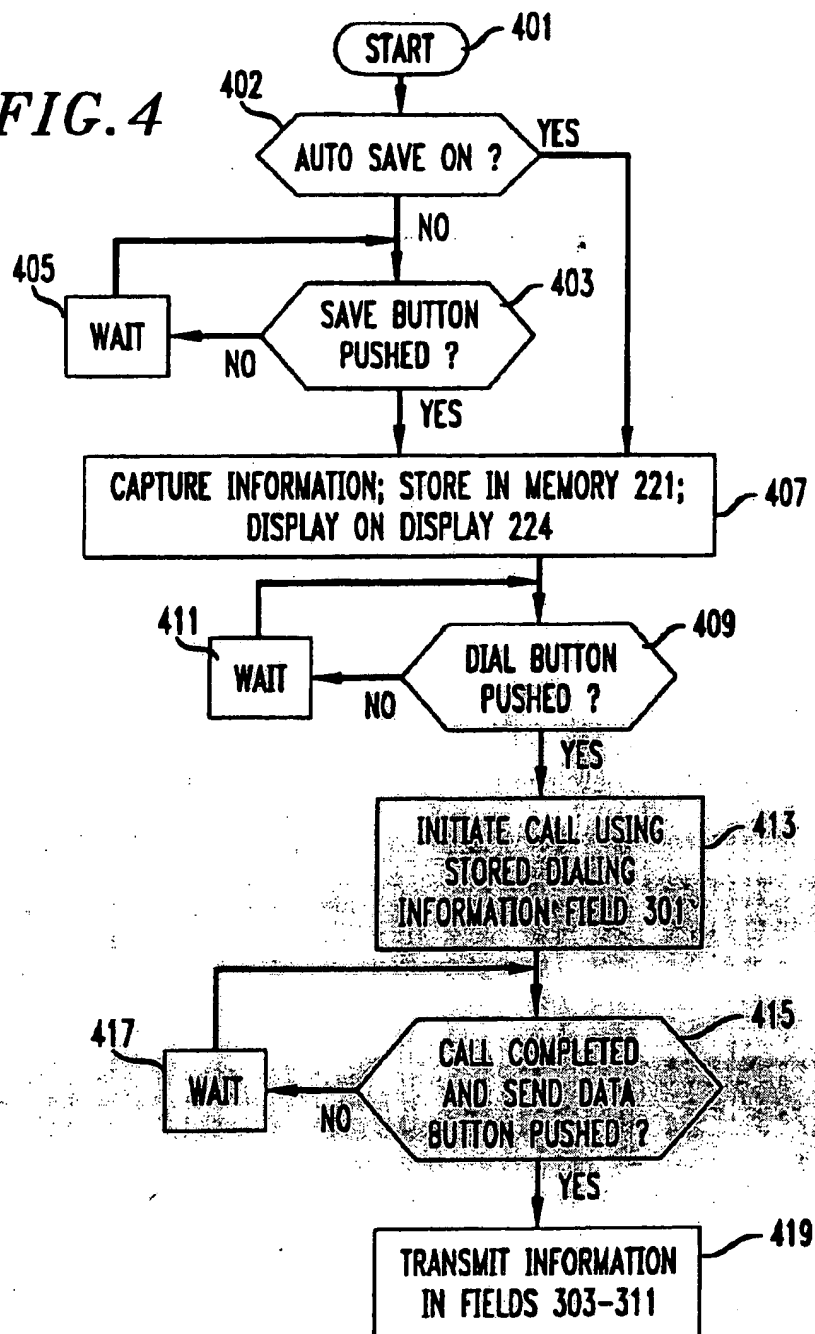 FIG. 4
START
401
402
AUTO SAVE ON ?
YES
NO
405
WAIT
403
SAVE BUTTON
PUSHED ?
NO
YES
CAPTURE INFORMATION; STORE IN MEMORY 221;
DISPLAY ON DISPLAY 224
407
411
WAIT
409
DIAL BUTTON
PUSHED ?
NO
YES
INITIATE CALL USING
STORED DIALING
INFORMATION FIELD 301
413
417
WAIT
415
CALL COMPLETED
AND SEND DATA
BUTTON PUSHED ?
NO
YES
TRANSMIT INFORMATION
IN FIELDS 303-311
419